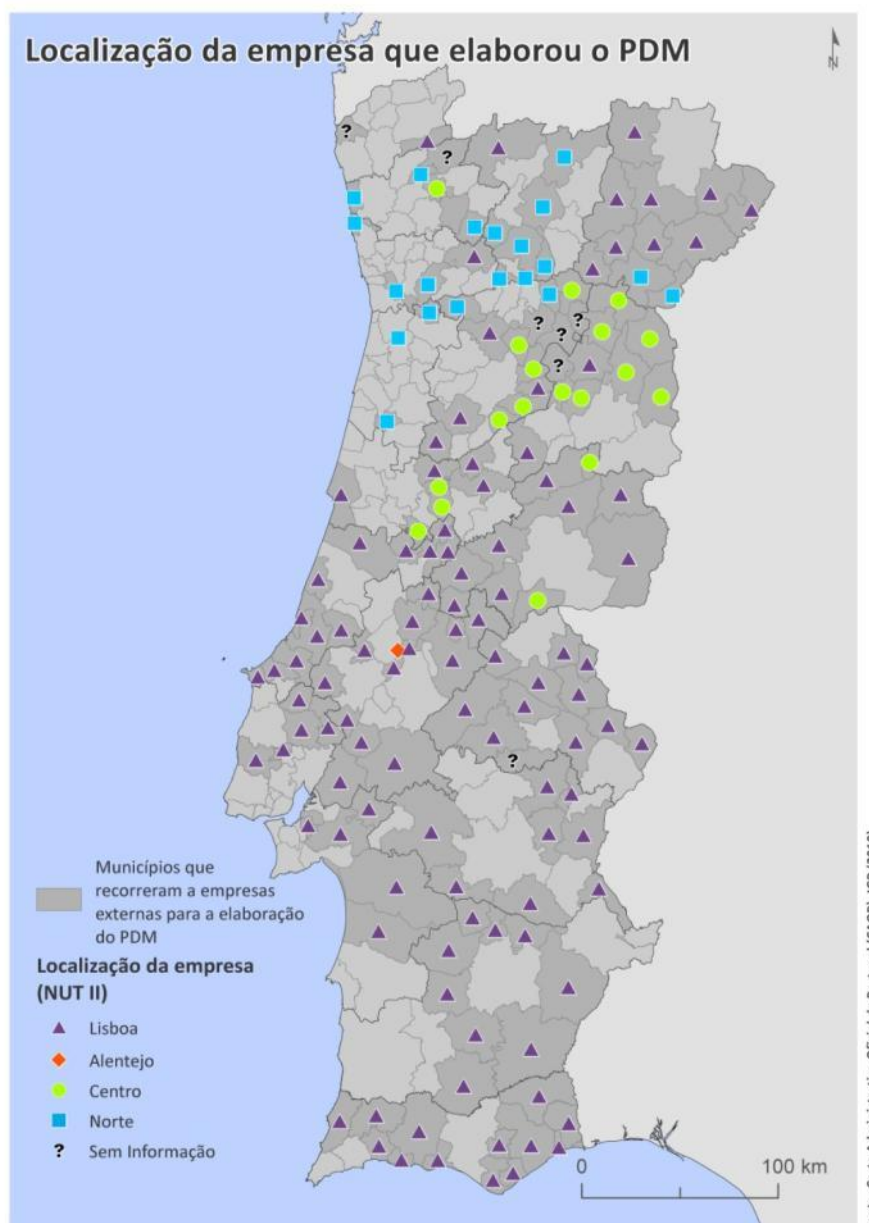 Localização da empresa que elaborou o PDM
N
?
?
?
?
?
?
?
Municípios que
recorreram a empresas
externas para a elaboração
do PDM
Localização da empresa
(NUT II)
Lisboa
Alentejo
Centro
Norte
? Sem Informação
0 100 km